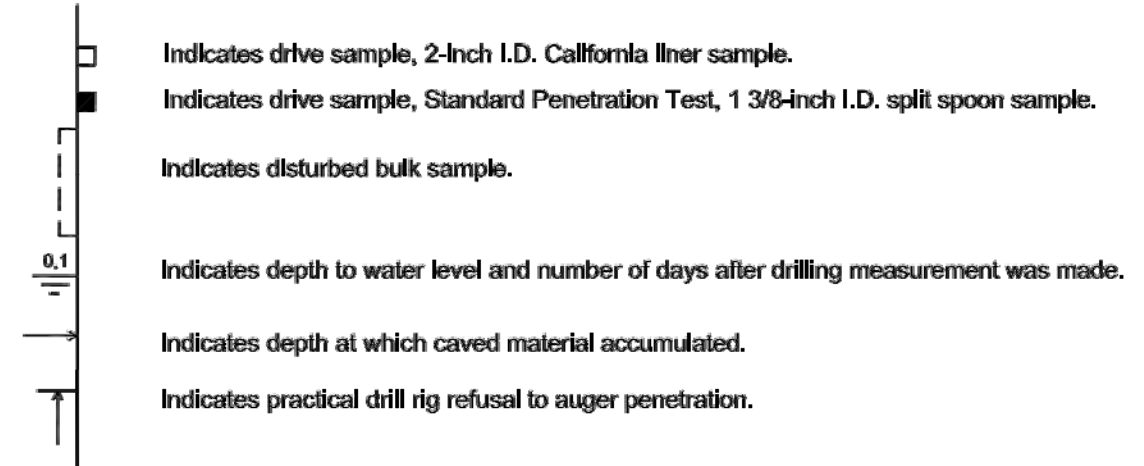 Indicates drive sample, 2-Inch I.D. California liner sample.
Indicates drive sample, Standard Penetration Test, 1 3/8-inch I.D. split spoon sample.
Indicates disturbed bulk sample.
0,1
Indicates depth to water level and number of days after drilling measurement was made.
Indicates depth at which caved material accumulated.
Indicates practical drill rig refusal to auger penetration.